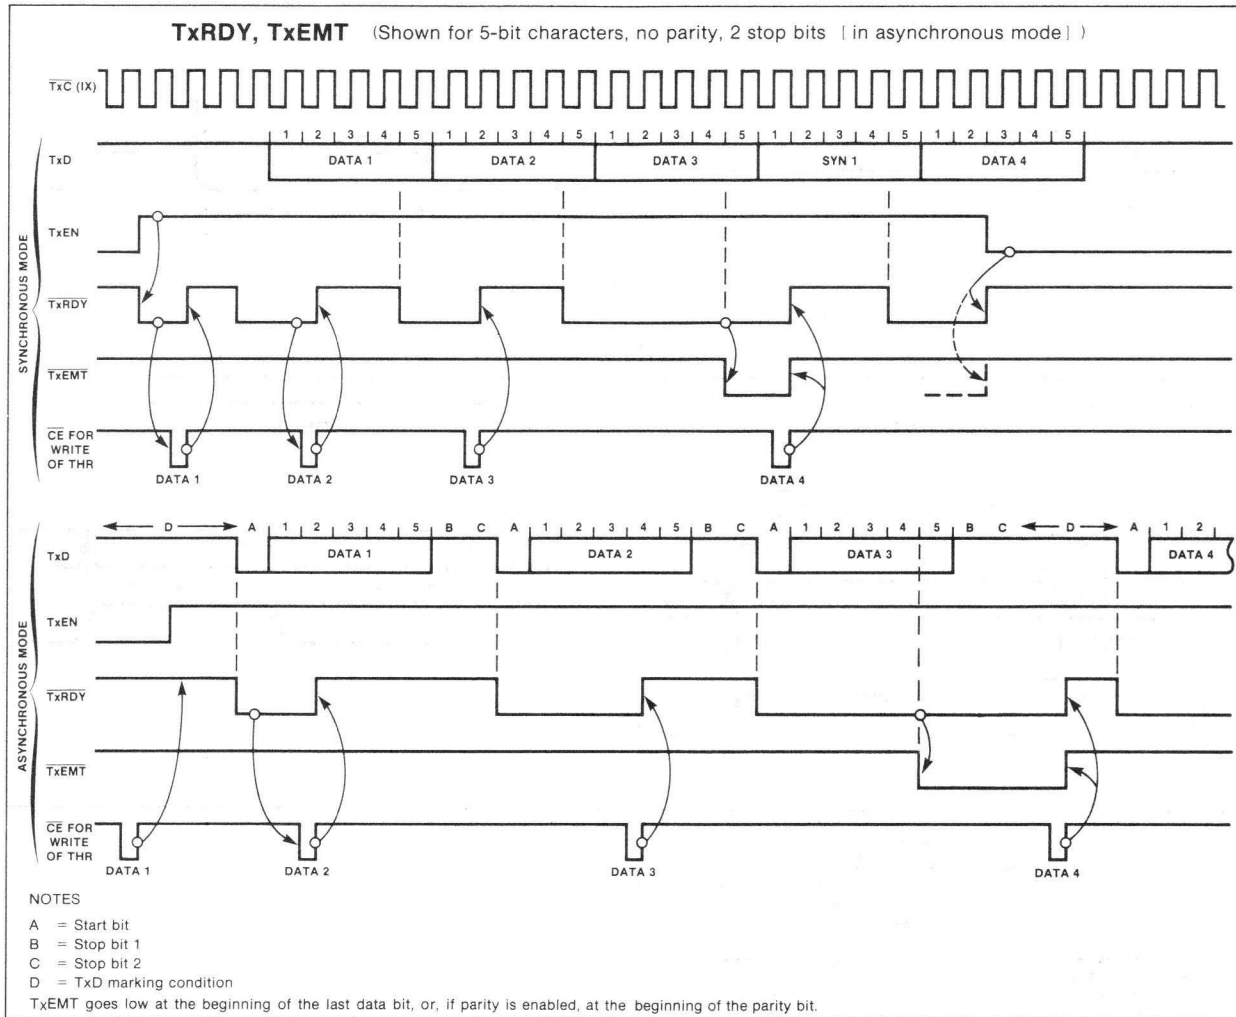 TxRDY, TxEMT (Shown for 5-bit characters, no parity, 2 stop bits [in asynchronous mode])
TxC (IX)
1 2 3 4 5 1 2 3 4 5 1 2 3 4 5 1 2 3 4 5 1 2 3 4 5
TxD
DATA 1 DATA 2 DATA 3 SYN 1 DATA 4
TxEN
SYNCHRONOUS MODE
TxRDY
TxEMT
CE FOR
WRITE
OF THR
DATA 1 DATA 2 DATA 3 DATA 4
D A 1 2 3 4 5 B C A 1 2 3 4 5 B C A 1 2 3 4 5 B C D A 1 2
TxD
DATA 1 DATA 2 DATA 3 DATA 4
TxEN
ASYNCHRONOUS MODE
TxRDY
TxEMT
CE FOR
WRITE
OF THR
DATA 1 DATA 2 DATA 3 DATA 4
NOTES
A = Start bit
B = Stop bit 1
C = Stop bit 2
D = TxD marking condition
TxEMT goes low at the beginning of the last data bit, or, if parity is enabled, at the beginning of the parity bit.